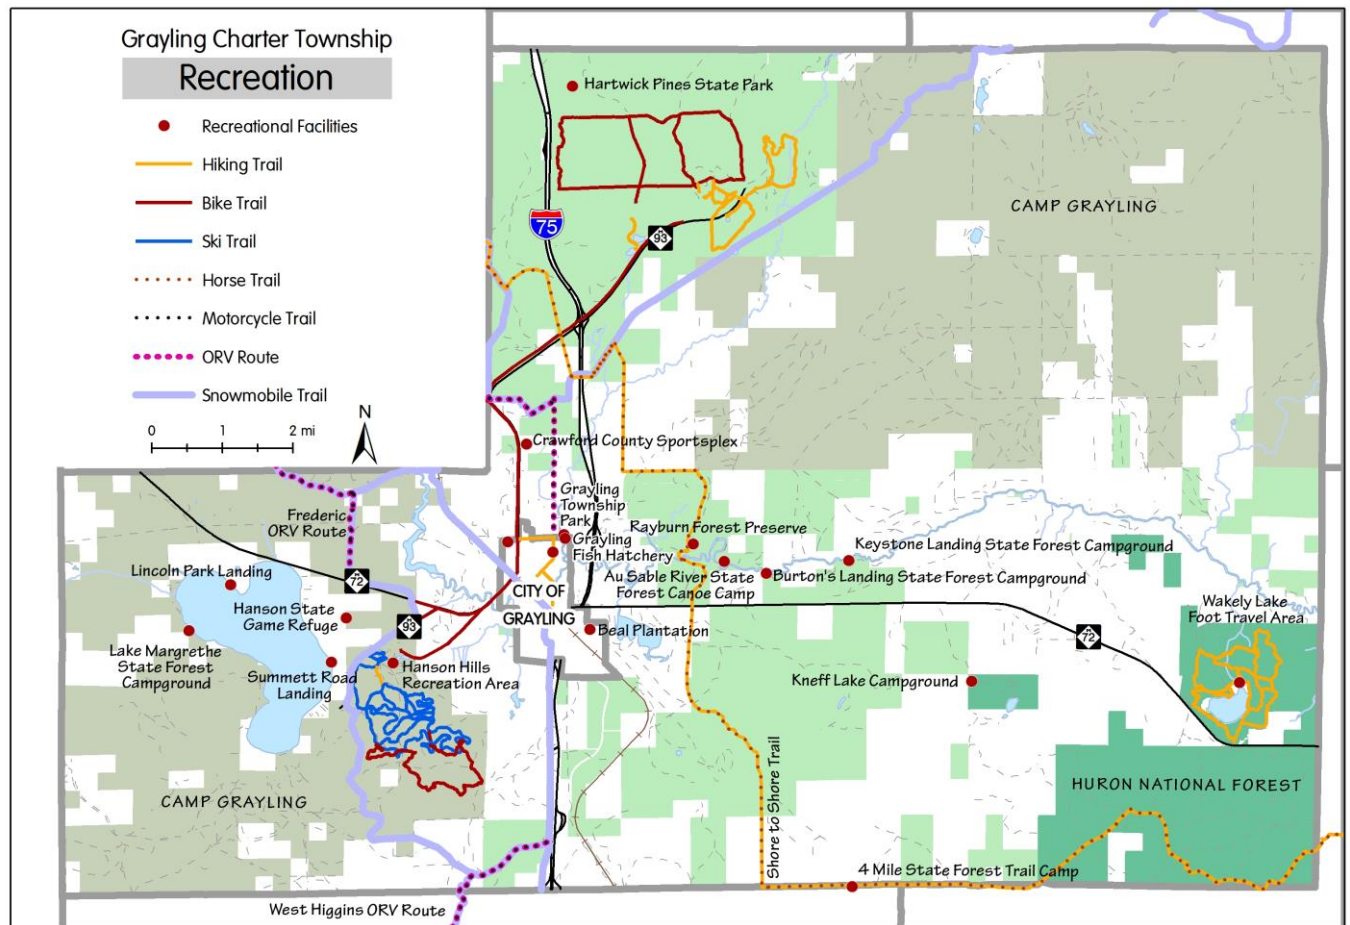 Grayling Charter Township
Recreation
Recreational Facilities
Hiking Trail
Bike Trail
Ski Trail
Horse Trail
Motorcycle Trail
ORV Route
Snowmobile Trail
N
0 1 2 mi
Hartwick Pines State Park
75
93
CAMP GRAYLING
Crawford County Sportsplex
Grayling
Township
Park
Grayling
Fish Hatchery
Rayburn Forest Preserve
Keystone Landing State Forest Campground
Au Sable River State
Forest Canoe Camp
Burton's Landing State Forest Campground
Frederic
ORV Route
72
Lincoln Park Landing
Hanson State
Game Refuge
93
CITY OF
GRAYLING
Beal Plantation
72
Wakely Lake
Foot Travel Area
Lake Margrethe
State Forest
Campground
Summett Road
Landing
Hanson Hills
Recreation Area
Kneff Lake Campground
CAMP GRAYLING
Shore to Shore Trail
HURON NATIONAL FOREST
4 Mile State Forest Trail Camp
West Higgins ORV Route